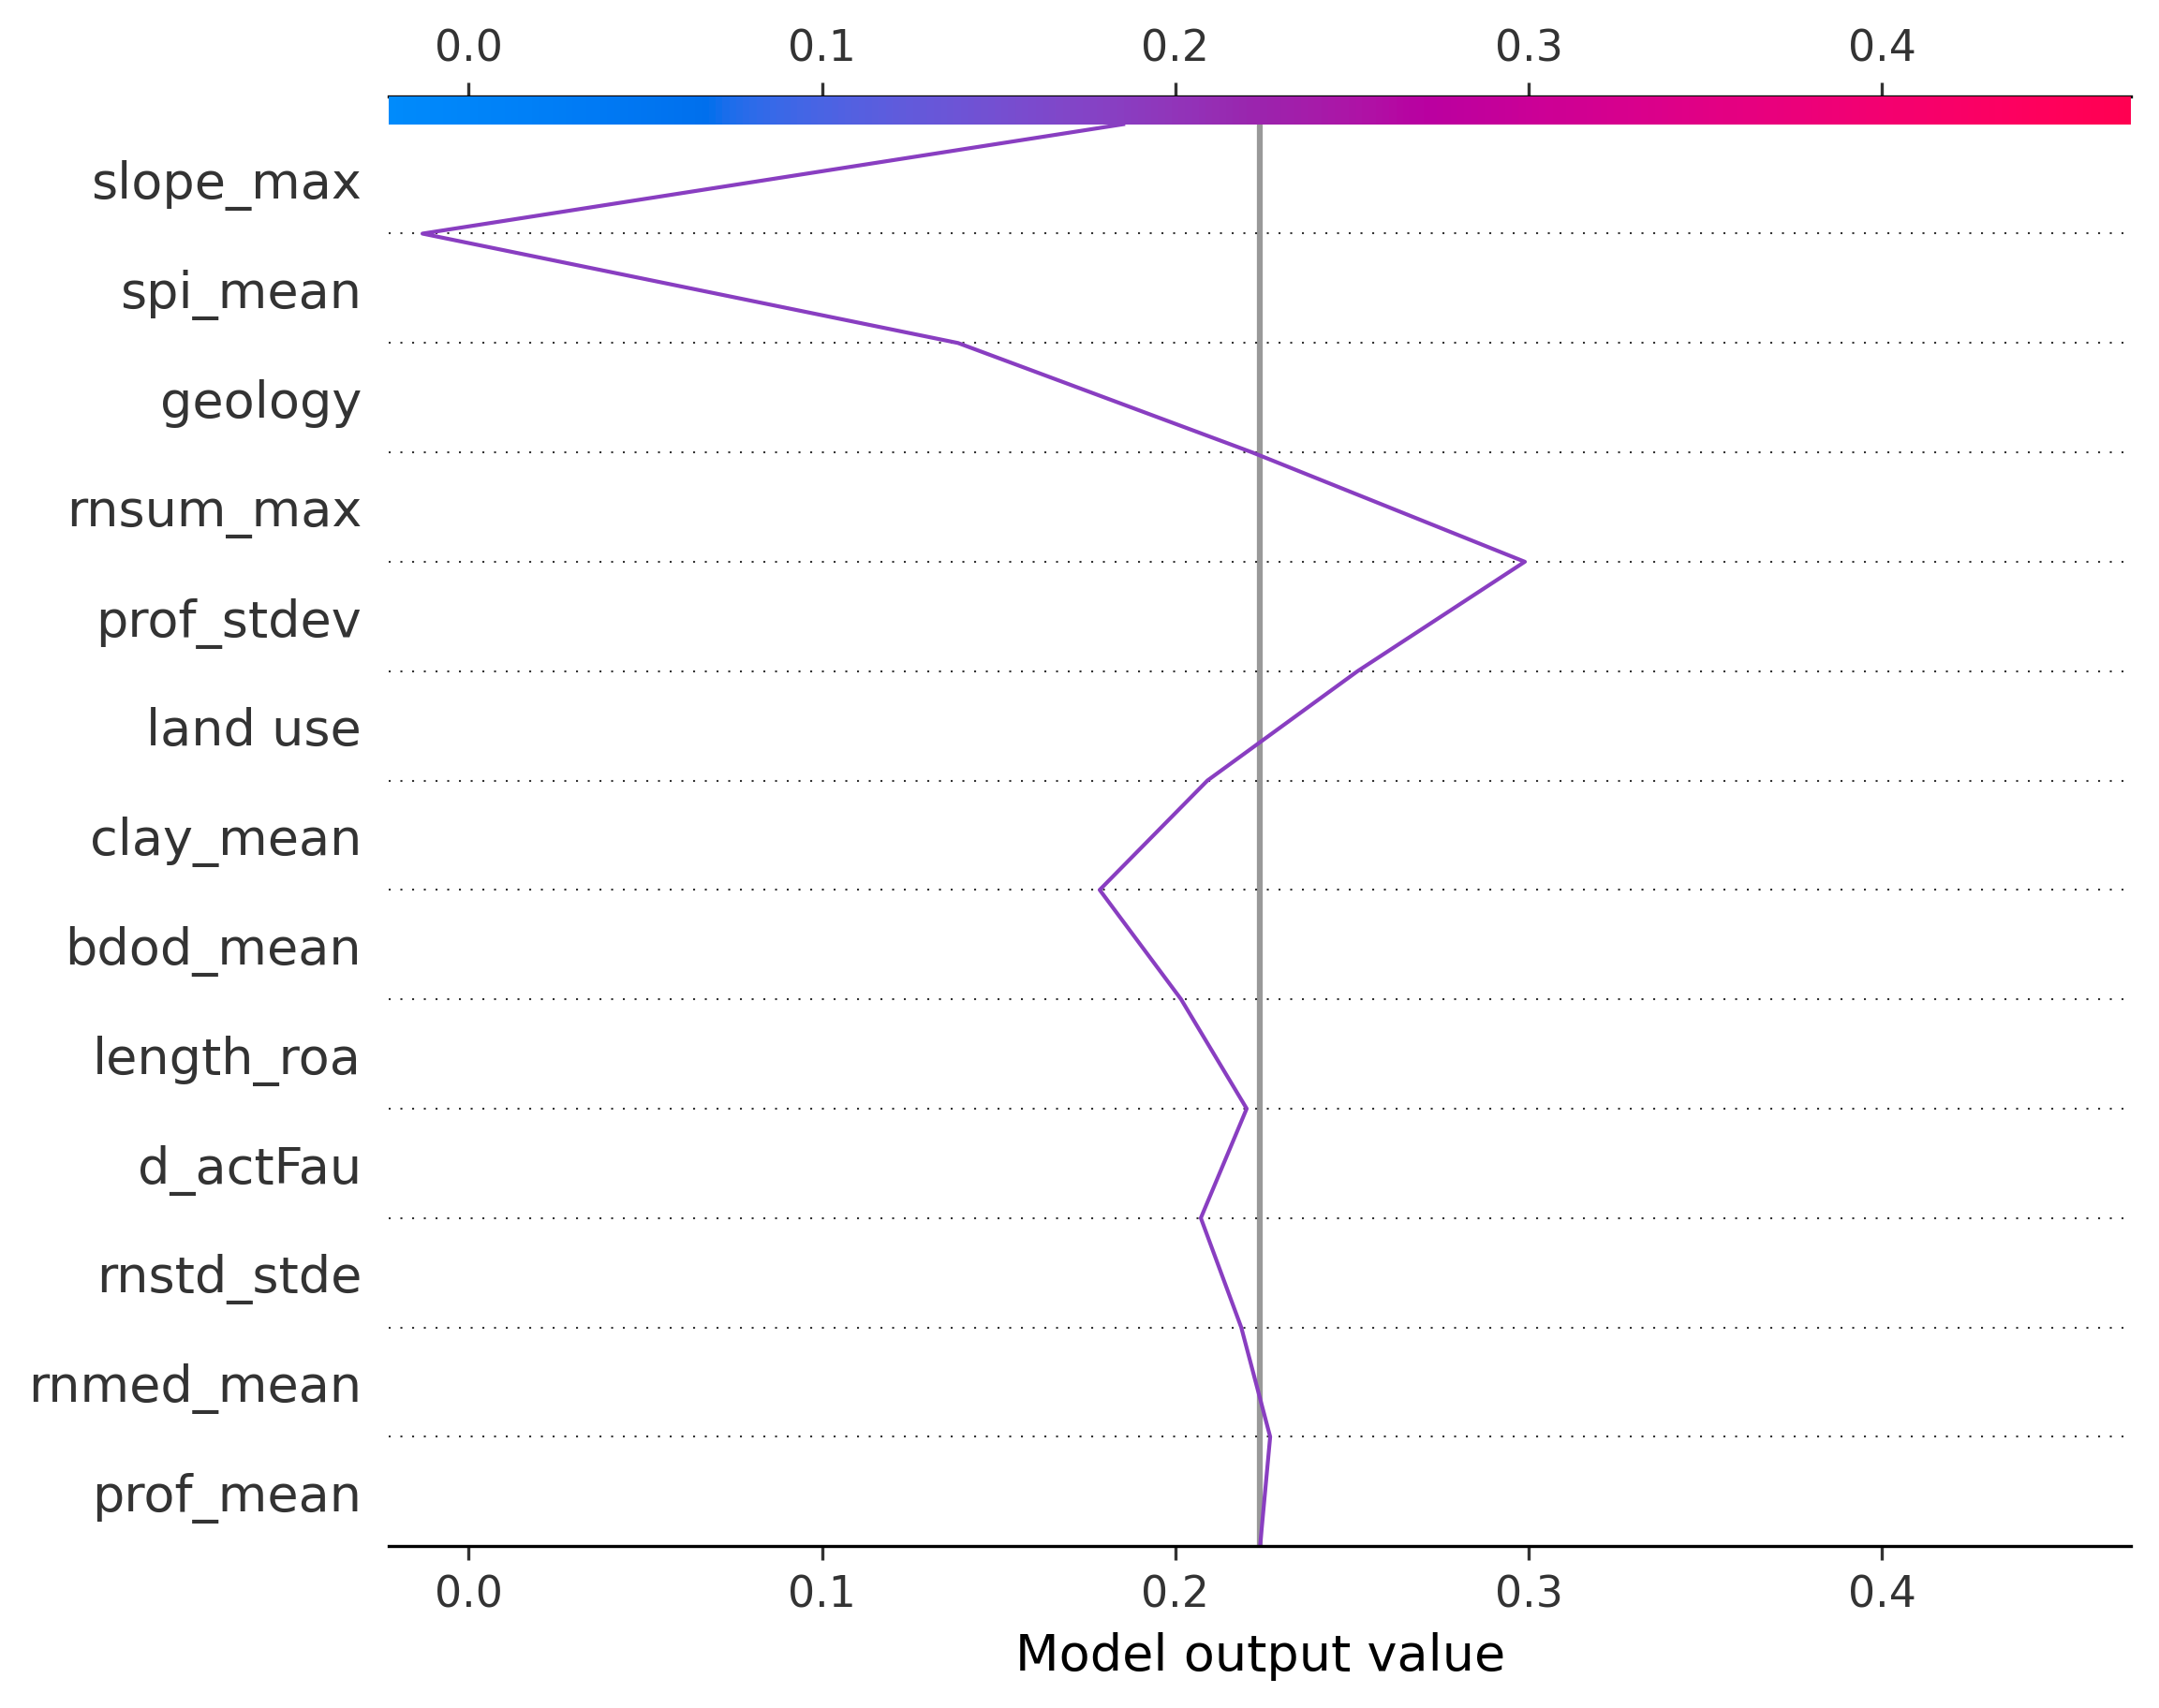 0.0 0.1 0.2 0.3 0.4
slope_max
spi_mean
geology
rnsum_max
prof_stdev
land use
clay_mean
bdod_mean
length_roa
d_actFau
rnstd_stde
rnmed_mean
prof_mean
0.0 0.1 0.2 0.3 0.4
Model output value